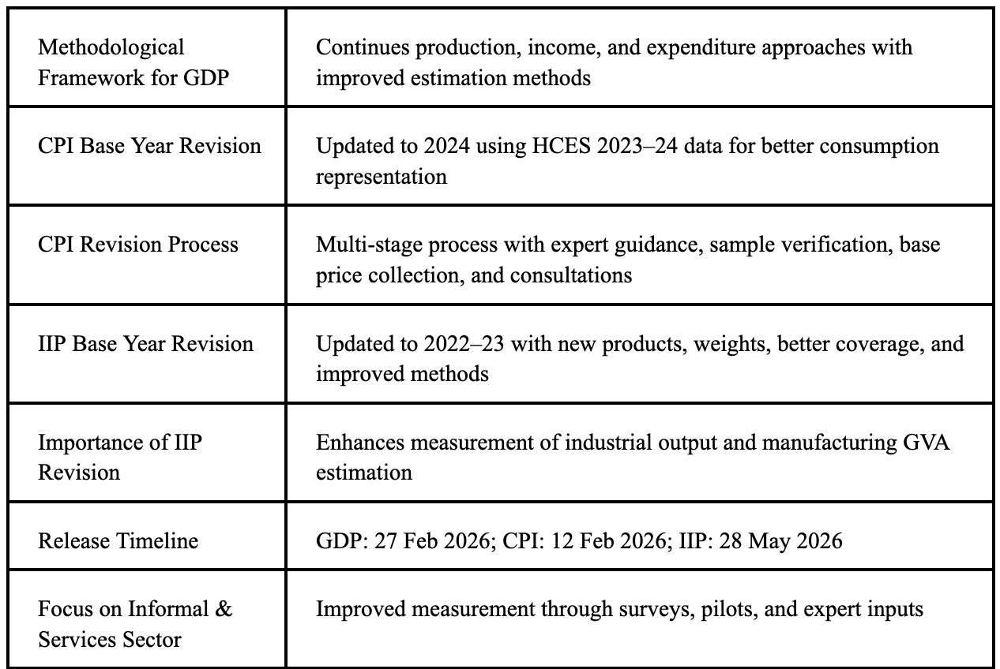 Methodological
Framework for GDP
Continues production, income, and expenditure approaches with
improved estimation methods
CPI Base Year Revision
Updated to 2024 using HCES 2023–24 data for better consumption
representation
CPI Revision Process
Multi-stage process with expert guidance, sample verification, base
price collection, and consultations
IIP Base Year Revision
Updated to 2022–23 with new products, weights, better coverage, and
improved methods
Importance of IIP
Revision
Enhances measurement of industrial output and manufacturing GVA
estimation
Release Timeline
GDP: 27 Feb 2026; CPI: 12 Feb 2026; IIP: 28 May 2026
Focus on Informal &
Services Sector
Improved measurement through surveys, pilots, and expert inputs